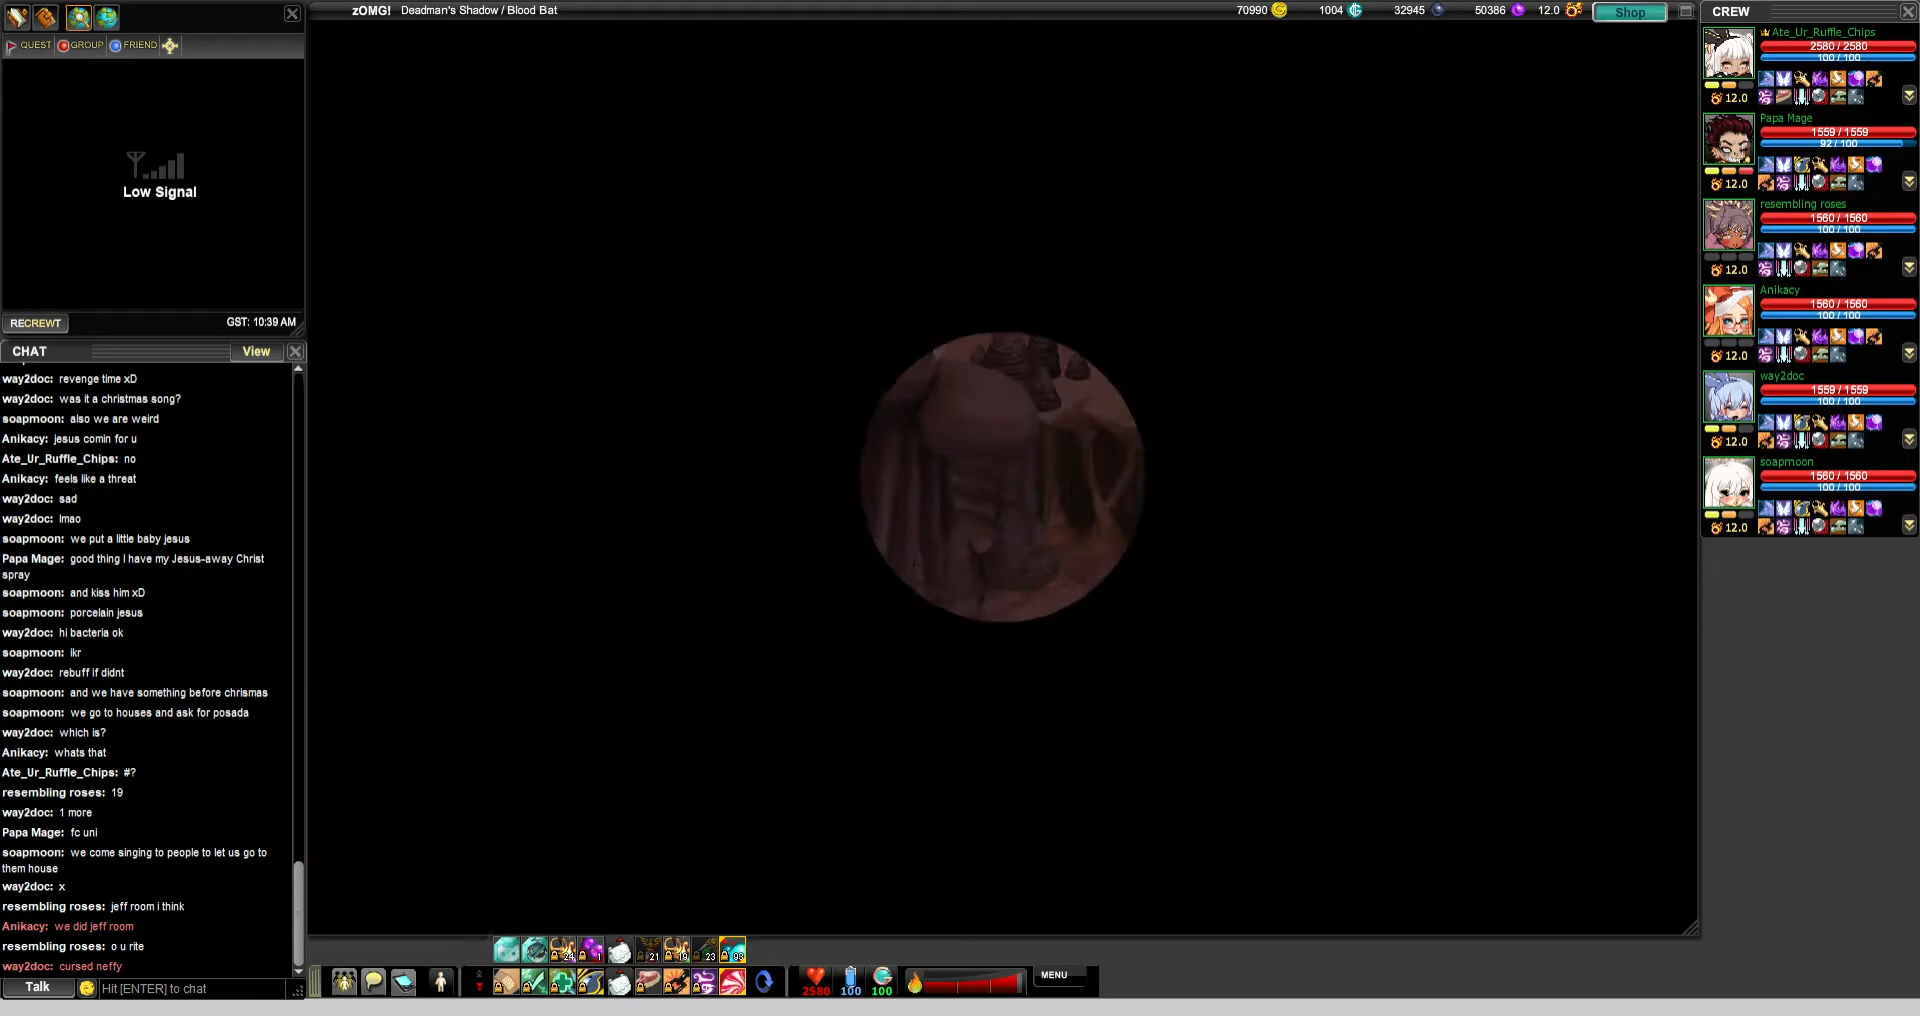 zOMG! Deadman's Shadow / Blood Bat
70990 1004 32945 50386 12.0 Shop
QUEST GROUP FRIEND
Low Signal
RECREWT GST: 10:39 AM
CHAT View
way2doc: revenge time xD
way2doc: was it a christmas song?
soapmoon: also we are weird
Anikacy: jesus comin for u
Ate_Ur_Ruffle_Chips: no
Anikacy: feels like a threat
way2doc: sad
way2doc: lmao
soapmoon: we put a little baby jesus
Papa Mage: good thing I have my Jesus-away Christ
spray
soapmoon: and kiss him xD
soapmoon: porcelain jesus
way2doc: hi bacteria ok
soapmoon: ikr
way2doc: rebuff if didnt
soapmoon: and we have something before chrismas
soapmoon: we go to houses and ask for posada
way2doc: which is?
Anikacy: whats that
Ate_Ur_Ruffle_Chips: #?
resembling roses: 19
way2doc: 1 more
Papa Mage: fc uni
soapmoon: we come singing to people to let us go to
them house
way2doc: x
resembling roses: jeff room i think
Anikacy: we did jeff room
resembling roses: o u rite
way2doc: cursed neffy
Talk Hit [ENTER] to chat
24 1 21 19 23 98
2580 100 100 MENU
CREW
Ate_Ur_Ruffle_Chips
2580 / 2580
100 / 100
12.0
Papa Mage
1559 / 1559
92 / 100
12.0
resembling roses
1560 / 1560
100 / 100
12.0
Anikacy
1560 / 1560
100 / 100
12.0
way2doc
1559 / 1559
100 / 100
12.0
soapmoon
1560 / 1560
100 / 100
12.0